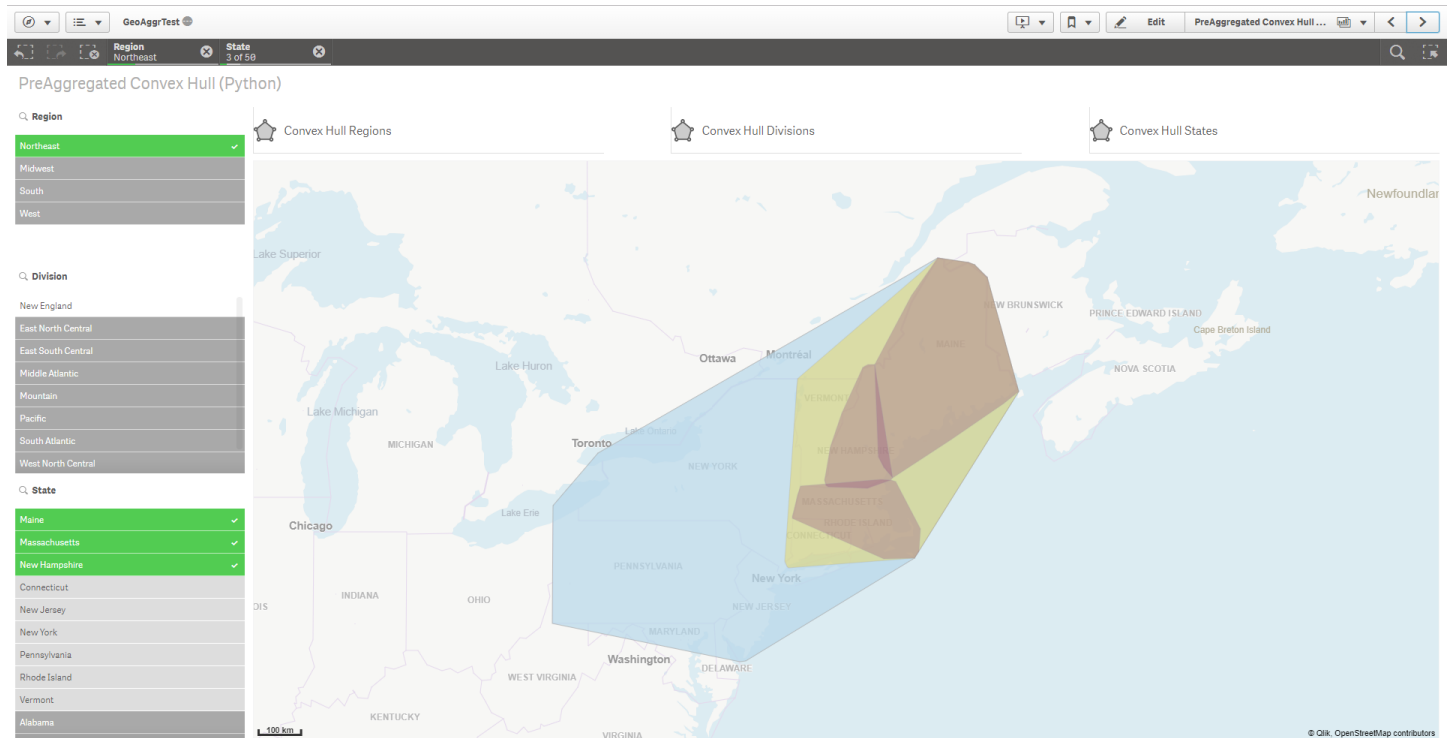 GeoAggrTest
Edit
PreAggregated Convex Hull ...
Region
Northeast
State
3 of 50
PreAggregated Convex Hull (Python)
Region
Northeast
Midwest
South
West
Division
New England
East North Central
East South Central
Middle Atlantic
Mountain
Pacific
South Atlantic
West North Central
State
Maine
Massachusetts
New Hampshire
Connecticut
New Jersey
New York
Pennsylvania
Rhode Island
Vermont
Alabama
Convex Hull Regions
Convex Hull Divisions
Convex Hull States
Newfoundlar
Lake Superior
NEW BRUNSWICK
PRINCE EDWARD ISLAND
Cape Breton Island
Ottawa
Montréal
MAINE
Lake Huron
NOVA SCOTIA
VERMONT
Lake Michigan
MICHIGAN
Toronto
Lake Ontario
NEW HAMPSHIRE
NEW YORK
MASSACHUSETTS
Lake Erie
RHODE ISLAND
Chicago
CONNECTICUT
PENNSYLVANIA
New York
INDIANA
OHIO
OIS
NEW JERSEY
MARYLAND
Washington
DELAWARE
WEST VIRGINIA
KENTUCKY
100 km
VIRGINIA
© Qlik, OpenStreetMap contributors